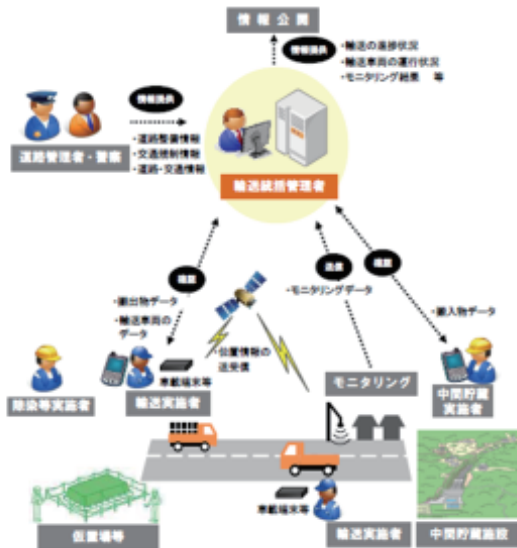 情報公開
情報提供
・輸送の進捗状況
・輸送車両の運行状況
・モニタリング結果 等
情報提供
道路管理者・警察
・道路整備情報
・交通規制情報
・道路・交通情報
輸送統括管理者
確認
送信
確認
・搬出物データ
・輸送車両の
データ
・モニタリングデータ
・搬入物データ
・位置情報の
送受信
車載端末等
除染等実施者
輸送実施者
モニタリング
中間貯蔵
実施者
車載端末等
仮置場等
輸送実施者
中間貯蔵施設